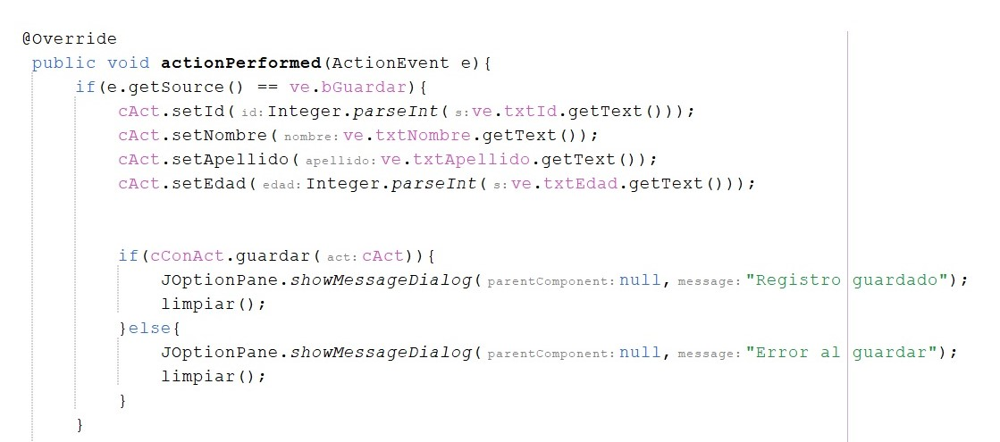 @Override
public void actionPerformed(ActionEvent e){
if(e.getSource() == ve.bGuardar){
cAct.setId( id: Integer.parseInt( s: ve.txtId.getText()));
cAct.setNombre( nombre: ve.txtNombre.getText());
cAct.setApellido( apellido: ve.txtApellido.getText());
cAct.setEdad( edad: Integer.parseInt( s: ve.txtEdad.getText()));
if(cConAct.guardar( act: cAct)){
JOptionPane.showMessageDialog( parentComponent: null, message: "Registro guardado");
limpiar();
}else{
JOptionPane.showMessageDialog( parentComponent: null, message: "Error al guardar");
limpiar();
}
}